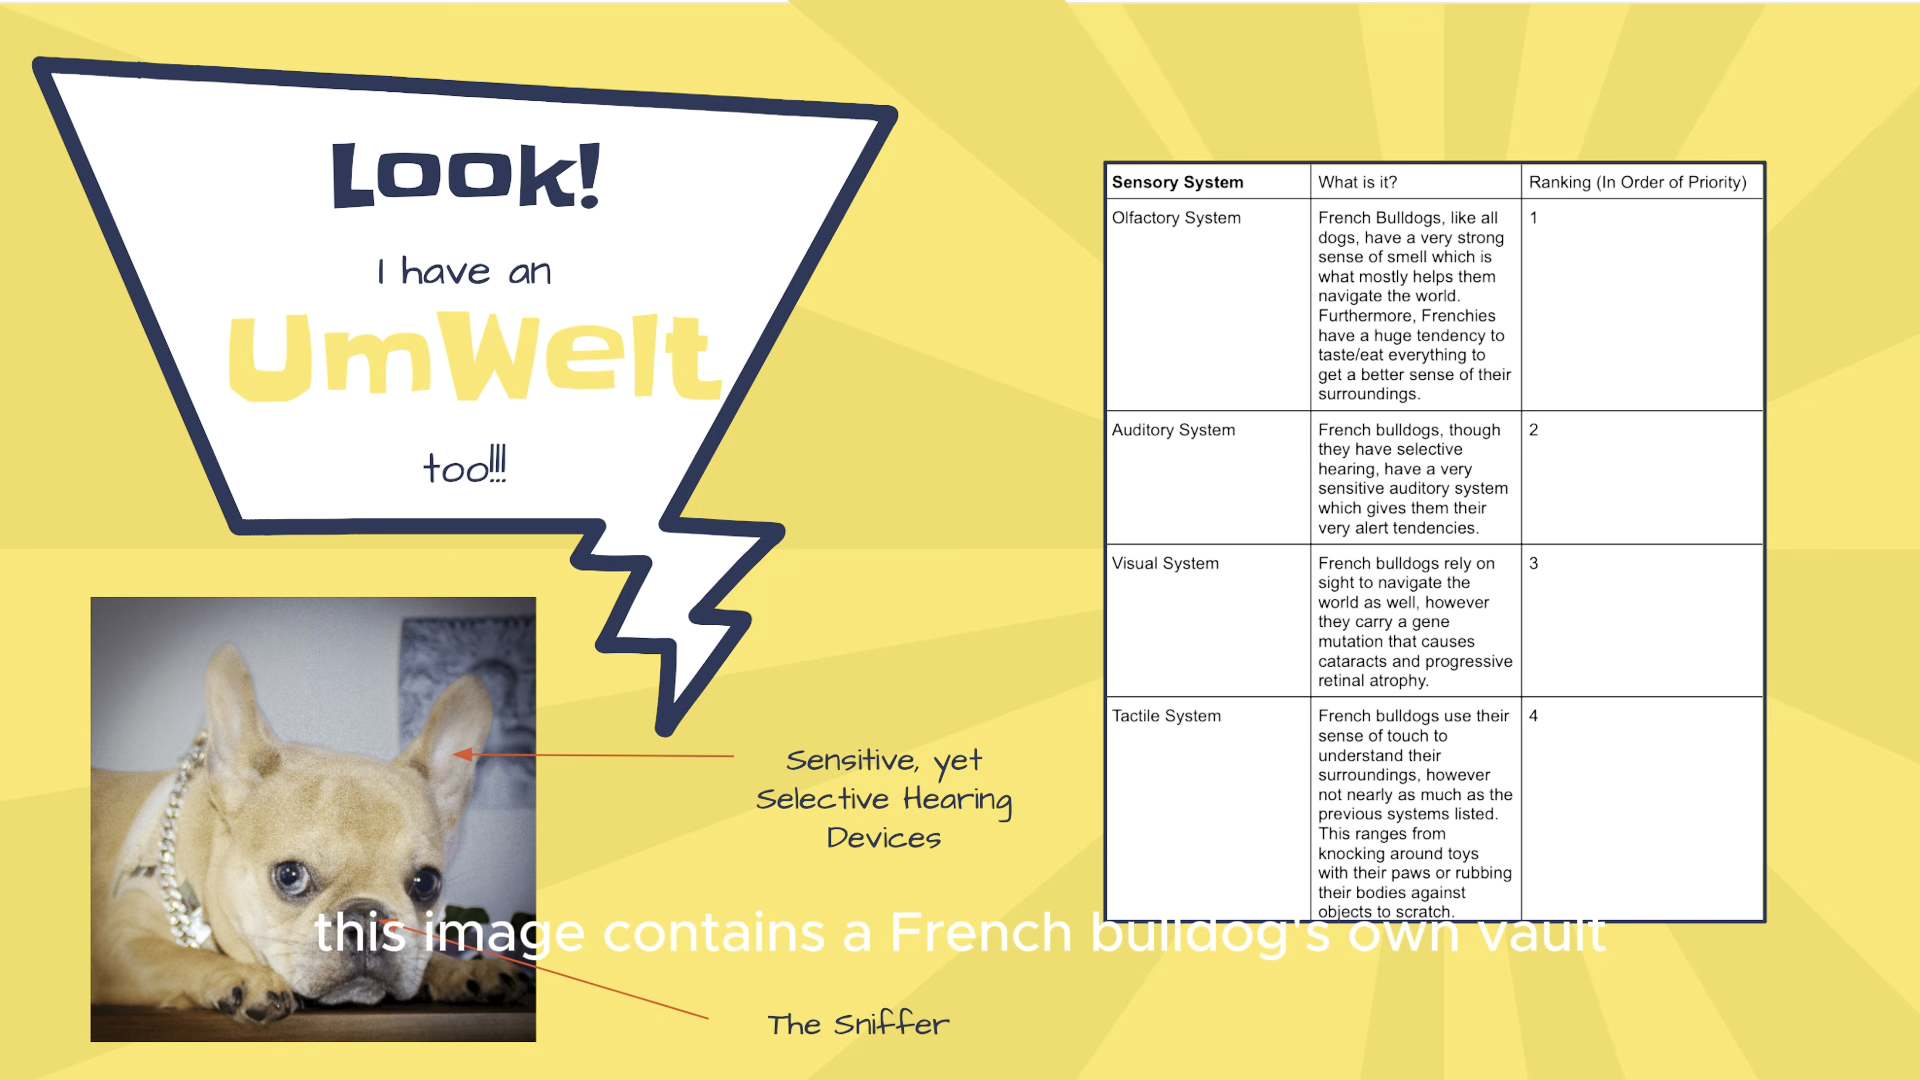 Look!
I have an
UmWelt
too!!!
Sensitive, yet
Selective Hearing
Devices
The Sniffer
Sensory System
What is it?
Ranking (In Order of Priority)
Olfactory System
French Bulldogs, like all
dogs, have a very strong
sense of smell which is
what mostly helps them
navigate the world.
Furthermore, Frenchies
have a huge tendency to
taste/eat everything to
get a better sense of their
surroundings.
1
Auditory System
French bulldogs, though
they have selective
hearing, have a very
sensitive auditory system
which gives them their
very alert tendencies.
2
Visual System
French bulldogs rely on
sight to navigate the
world as well, however
they carry a gene
mutation that causes
cataracts and progressive
retinal atrophy.
3
Tactile System
French bulldogs use their
sense of touch to
understand their
surroundings, however
not nearly as much as the
previous systems listed.
This ranges from
knocking around toys
with their paws or rubbing
their bodies against
objects to scratch.
4
this image contains a French bulldog's own vault